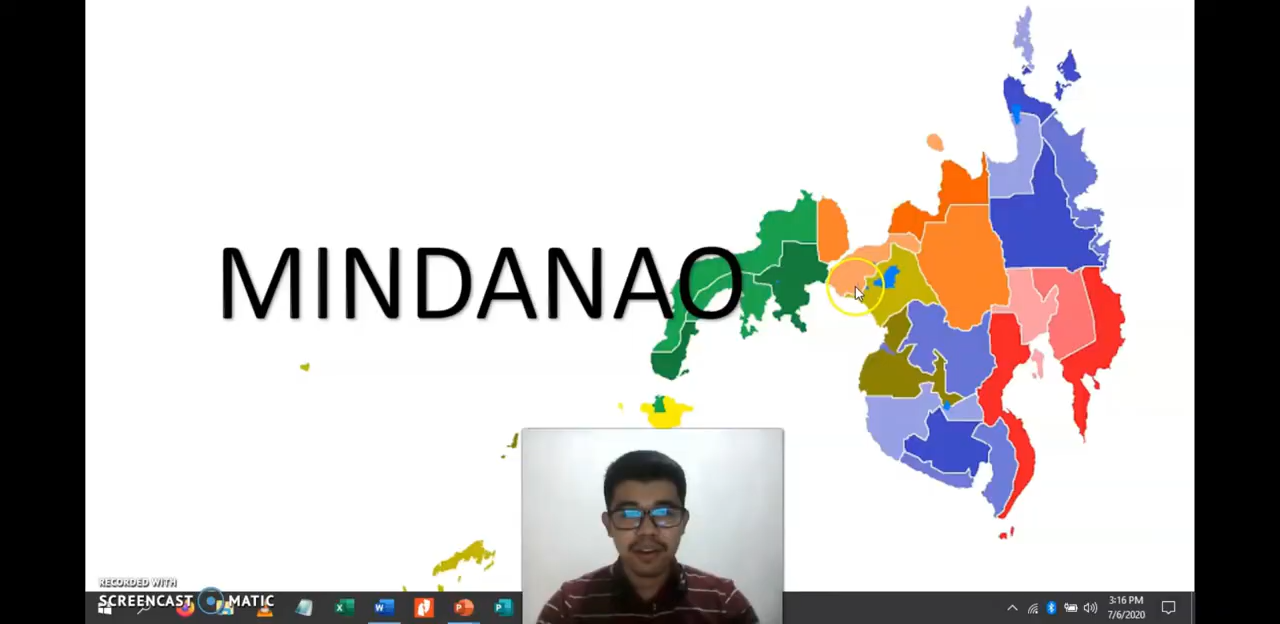 MINDANAO
RECORDED WITH
SCREENCAST MATIC
3:16 PM
7/6/2020